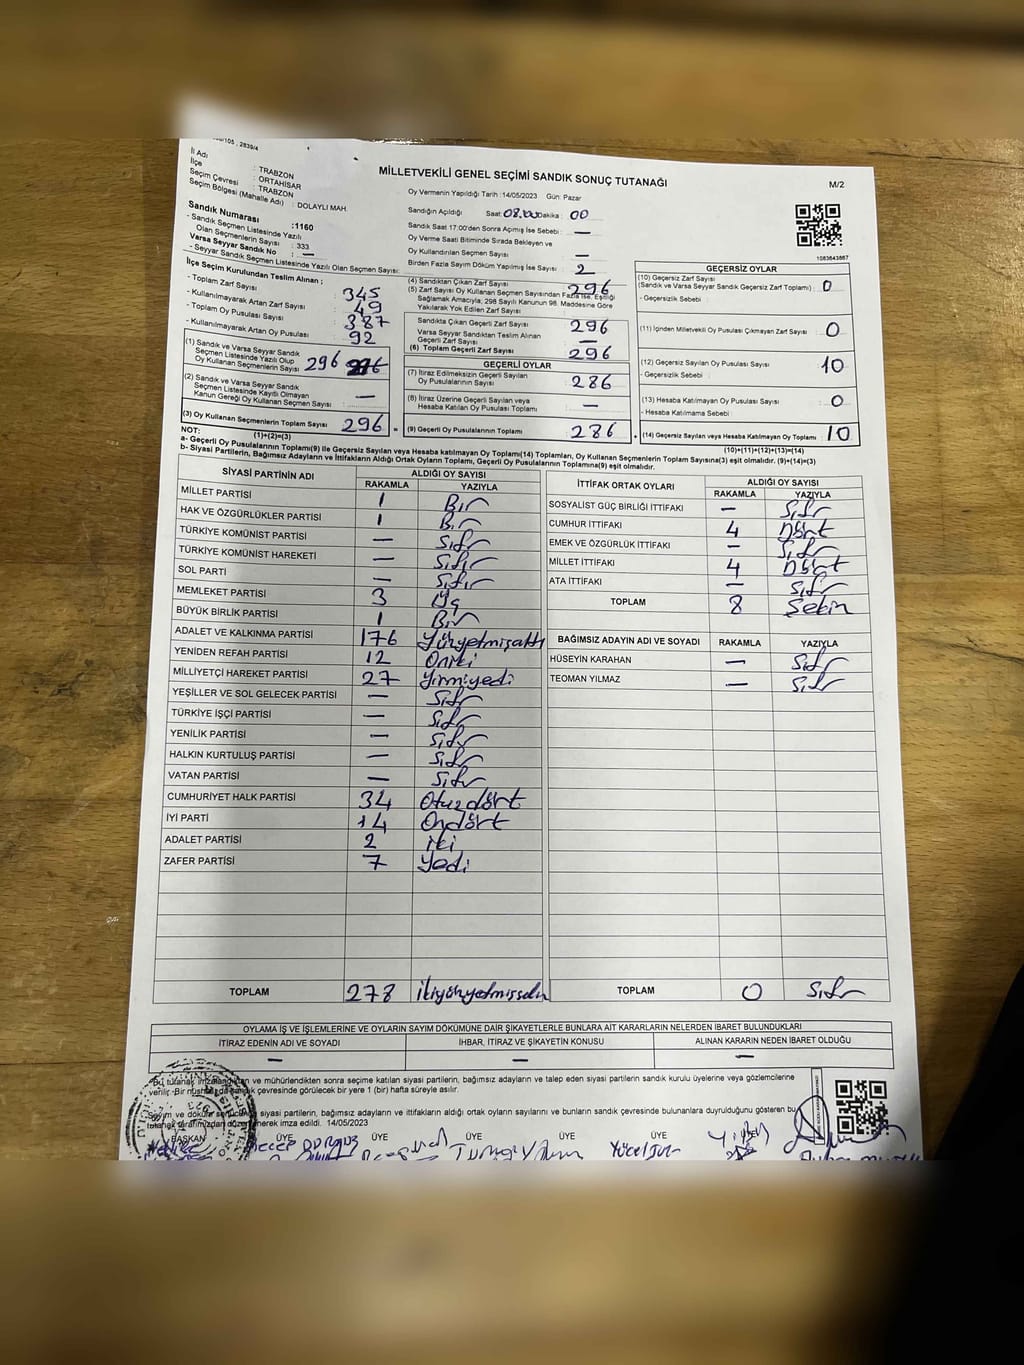 MİLLETVEKİLİ GENEL SEÇİMİ SANDIK SONUÇ TUTANAĞI
M/2
İl Adı : TRABZON
İlçe : ORTAHİSAR
Seçim Çevresi : TRABZON
Seçim Bölgesi (Mahalle Adı) : DOLAYLI MAH.
Sandık Numarası : 1160
- Sandık Seçmen Listesinde Yazılı
Olan Seçmenlerin Sayısı : 333
Varsa Seyyar Sandık No : —
- Seyyar Sandık Seçmen Listesinde Yazılı Olan Seçmen Sayısı:
İlçe Seçim Kurulundan Teslim Alınan ;
- Toplam Zarf Sayısı : 345
- Kullanılmayarak Artan Zarf Sayısı : 49
- Toplam Oy Pusulası Sayısı : 387
- Kullanılmayarak Artan Oy Pusulası : 92
(1) Sandık ve Varsa Seyyar Sandık
Seçmen Listesinde Yazılı Olup
Oy Kullanan Seçmenlerin Sayısı 296
(2) Sandık ve Varsa Seyyar Sandık
Seçmen Listesinde Kayıtlı Olmayan
Kanun Gereği Oy Kullanan Seçmen Sayısı : —
(3) Oy Kullanan Seçmenlerin Toplam Sayısı 296
(1)+(2)=(3)
Oy Vermenin Yapıldığı Tarih : 14/05/2023 Gün: Pazar
Sandığın Açıldığı Saat: 08.00 Dakika : 00
Sandık Saat 17:00'den Sonra Açımış İse Sebebi : —
Oy Verme Saati Bitiminde Sırada Bekleyen ve
Oy Kullandırılan Seçmen Sayısı : —
Birden Fazla Sayım Döküm Yapılmış İse Sayısı : 2
(4) Sandıktan Çıkan Zarf Sayısı : 296
(5) Zarf Sayısı Oy Kullanan Seçmen Sayısından Fazla İse, Eşitliği
Sağlamak Amacıyla, 298 Sayılı Kanunun 98. Maddesine Göre
Yakılarak Yok Edilen Zarf Sayısı :
Sandıkta Çıkan Geçerli Zarf Sayısı 296
Varsa Seyyar Sandıktan Teslim Alınan
Geçerli Zarf Sayısı —
(6) Toplam Geçerli Zarf Sayısı 296
GEÇERLİ OYLAR
(7) İtiraz Edilmeksizin Geçerli Sayılan
Oy Pusulalarının Sayısı : 286
(8) İtiraz Üzerine Geçerli Sayılan veya
Hesaba Katılan Oy Pusulası Toplamı : —
(9) Geçerli Oy Pusulalarının Toplamı 286
1083643867
GEÇERSİZ OYLAR
(10) Geçersiz Zarf Sayısı
(Sandık ve Varsa Seyyar Sandık Geçersiz Zarf Toplamı) : 0
- Geçersizlik Sebebi :
(11) İçinden Milletvekili Oy Pusulası Çıkmayan Zarf Sayısı : 0
(12) Geçersiz Sayılan Oy Pusulası Sayısı : 10
- Geçersizlik Sebebi :
(13) Hesaba Katılmayan Oy Pusulası Sayısı : 0
- Hesaba Katılmama Sebebi :
(14) Geçersiz Sayılan veya Hesaba Katılmayan Oy Toplamı : 10
(10)+(11)+(12)+(13)=(14)
NOT:
a- Geçerli Oy Pusulalarının Toplamı(9) ile Geçersiz Sayılan veya Hesaba katılmayan Oy Toplamı(14) Toplamları, Oy Kullanan Seçmenlerin Toplam Sayısına(3) eşit olmalıdır. (9)+(14)=(3)
b- Siyasi Partilerin, Bağımsız Adayların ve İttifakların Aldığı Ortak Oyların Toplamı, Geçerli Oy Pusulalarının Toplamına(9) eşit olmalıdır.
SİYASİ PARTİNİN ADI ALDIĞI OY SAYISI
RAKAMLA YAZIYLA
MİLLET PARTİSİ 1 Bir
HAK VE ÖZGÜRLÜKLER PARTİSİ 1 Bir
TÜRKİYE KOMÜNİST PARTİSİ — Sıfır
TÜRKİYE KOMÜNİST HAREKETİ — Sıfır
SOL PARTİ — Sıfır
MEMLEKET PARTİSİ 3 Üç
BÜYÜK BİRLİK PARTİSİ 1 Bir
ADALET VE KALKINMA PARTİSİ 176 Yüzyetmişaltı
YENİDEN REFAH PARTİSİ 12 Oniki
MİLLİYETÇİ HAREKET PARTİSİ 27 Yirmiyedi
YEŞİLLER VE SOL GELECEK PARTİSİ — Sıfır
TÜRKİYE İŞÇİ PARTİSİ — Sıfır
YENİLİK PARTİSİ — Sıfır
HALKIN KURTULUŞ PARTİSİ — Sıfır
VATAN PARTİSİ — Sıfır
CUMHURİYET HALK PARTİSİ 34 Otuzdört
İYİ PARTİ 14 Ondört
ADALET PARTİSİ 2 iki
ZAFER PARTİSİ 7 Yedi
TOPLAM 278 ikiyüzyetmişsekiz
İTTİFAK ORTAK OYLARI ALDIĞI OY SAYISI
RAKAMLA YAZIYLA
SOSYALİST GÜÇ BİRLİĞİ İTTİFAKI — Sıfır
CUMHUR İTTİFAKI 4 Dört
EMEK VE ÖZGÜRLÜK İTTİFAKI — Sıfır
MİLLET İTTİFAKI 4 Dört
ATA İTTİFAKI — Sıfır
TOPLAM 8 Sekiz
BAĞIMSIZ ADAYIN ADI VE SOYADI RAKAMLA YAZIYLA
HÜSEYİN KARAHAN — Sıfır
TEOMAN YILMAZ — Sıfır
TOPLAM 0 Sıfır
OYLAMA İŞ VE İŞLEMLERİNE VE OYLARIN SAYIM DÖKÜMÜNE DAİR ŞİKAYETLERLE BUNLARA AİT KARARLARIN NELERDEN İBARET BULUNDUKLARI
İTİRAZ EDENİN ADI VE SOYADI İHBAR, İTİRAZ VE ŞİKAYETİN KONUSU ALINAN KARARIN NEDEN İBARET OLDUĞU
— — —
Bu tutanak imzalandıktan ve mühürlendikten sonra seçime katılan siyasi partilerin, bağımsız adayların ve talep eden siyasi partilerin sandık kurulu üyelerine veya gözlemcilerine
verilir. Bir nüshası da sandık çevresinde görülecek bir yere 1 (bir) hafta süreyle asılır.
Sayım ve döküm sonucunda siyasi partilerin, bağımsız adayların ve ittifakların aldığı ortak oyların sayılarını ve bunların sandık çevresinde bulunanlara duyrulduğunu gösteren bu
tutanak tarafımızdan düzenlenerek imza edildi. 14/05/2023
BAŞKAN ÜYE ÜYE ÜYE ÜYE